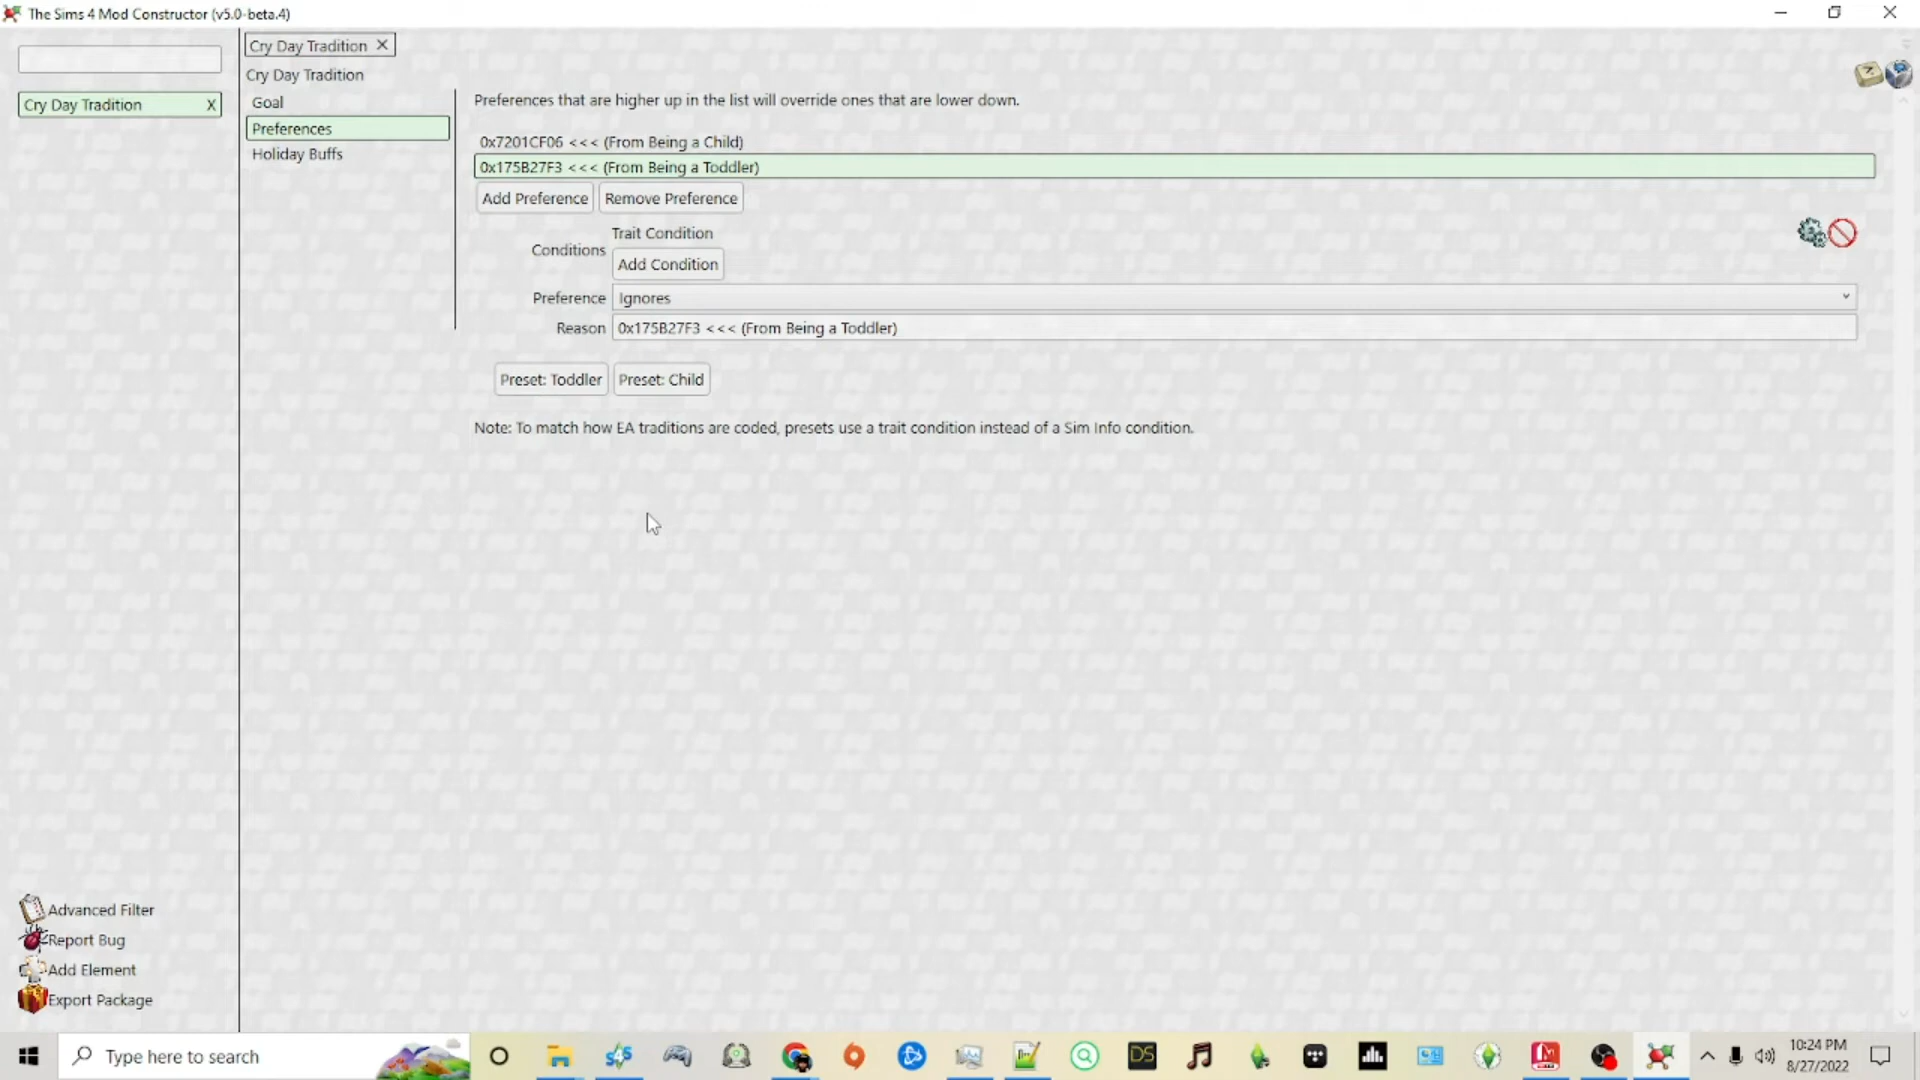 The Sims 4 Mod Constructor (v5.0-beta.4)
Cry Day Tradition X
Cry Day Tradition
Goal
Preferences
Holiday Buffs
Cry Day Tradition X
Preferences that are higher up in the list will override ones that are lower down.
0x7201CF06 <<< (From Being a Child)
0x175B27F3 <<< (From Being a Toddler)
Add Preference Remove Preference
Conditions Trait Condition
Add Condition
Preference Ignores
Reason 0x175B27F3 <<< (From Being a Toddler)
Preset: Toddler Preset: Child
Note: To match how EA traditions are coded, presets use a trait condition instead of a Sim Info condition.
Advanced Filter
Report Bug
Add Element
Export Package
Type here to search
S4S
DS
10:24 PM
8/27/2022